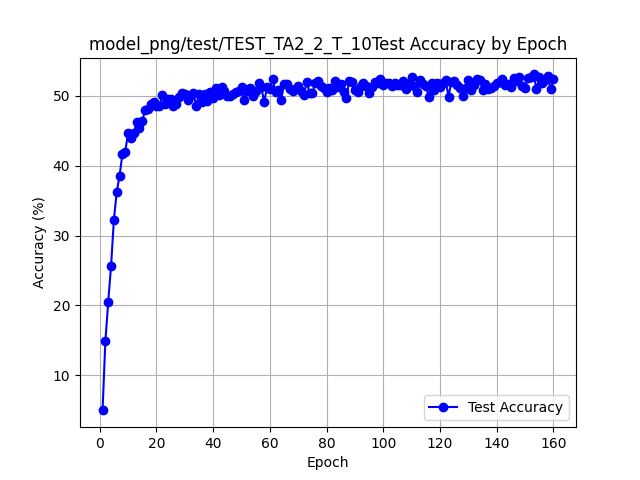 model_png/test/TEST_TA2_2_T_10Test Accuracy by Epoch
50
40
30
20
10
Accuracy (%)
0 20 40 60 80 100 120 140 160
Epoch
Test Accuracy